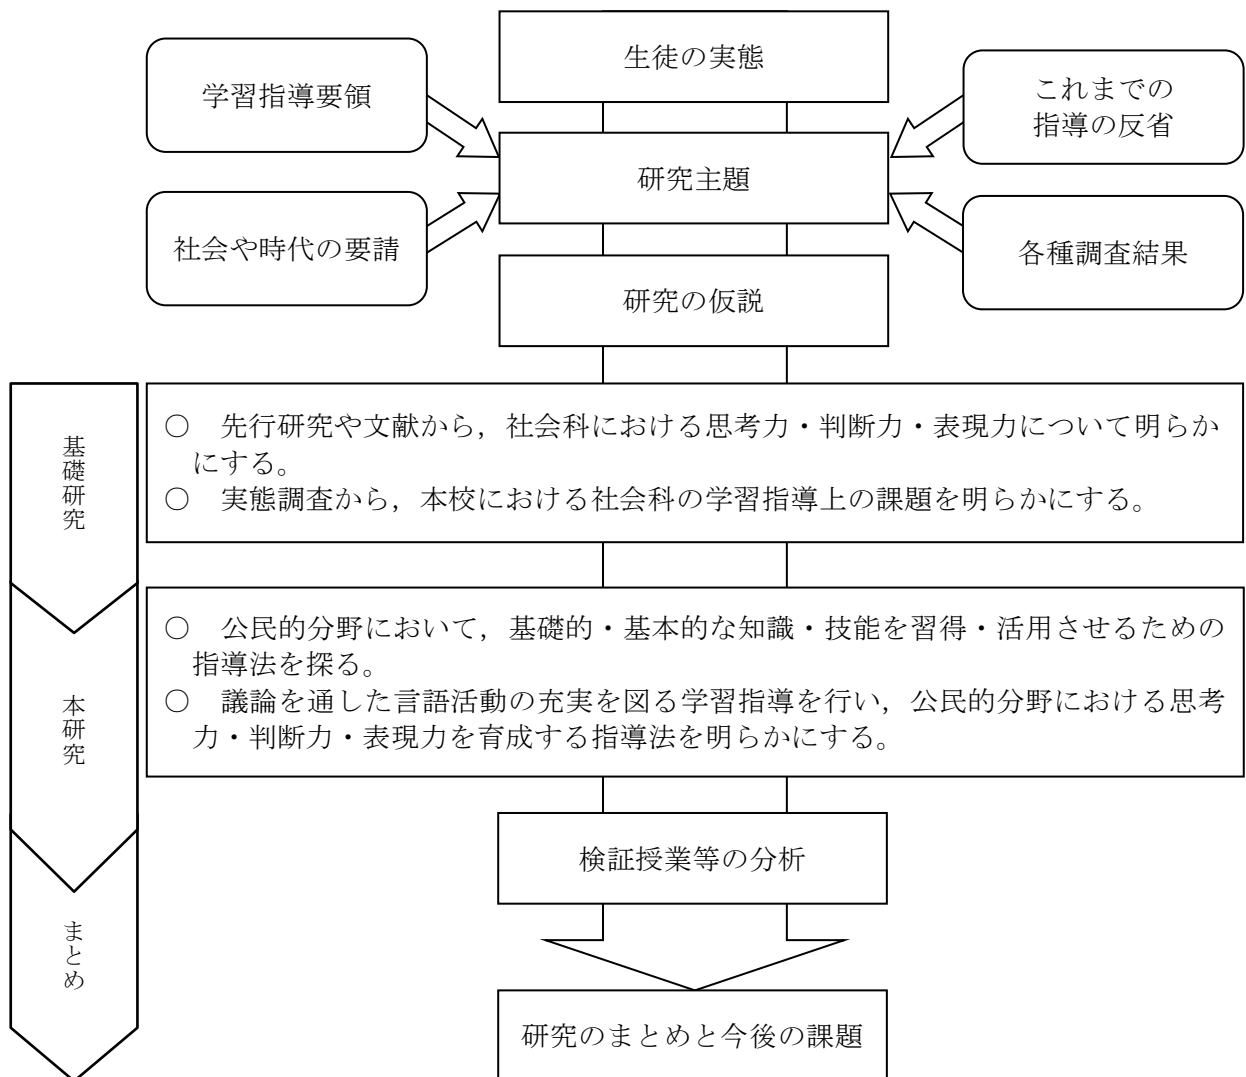 生徒の実態
学習指導要領
これまでの
指導の反省
研究主題
社会や時代の要請
各種調査結果
研究の仮説
基礎研究
○　先行研究や文献から，社会科における思考力・判断力・表現力について明らか
にする。
○　実態調査から，本校における社会科の学習指導上の課題を明らかにする。
本研究
○　公民的分野において，基礎的・基本的な知識・技能を習得・活用させるための
指導法を探る。
○　議論を通した言語活動の充実を図る学習指導を行い，公民的分野における思考
力・判断力・表現力を育成する指導法を明らかにする。
検証授業等の分析
まとめ
研究のまとめと今後の課題